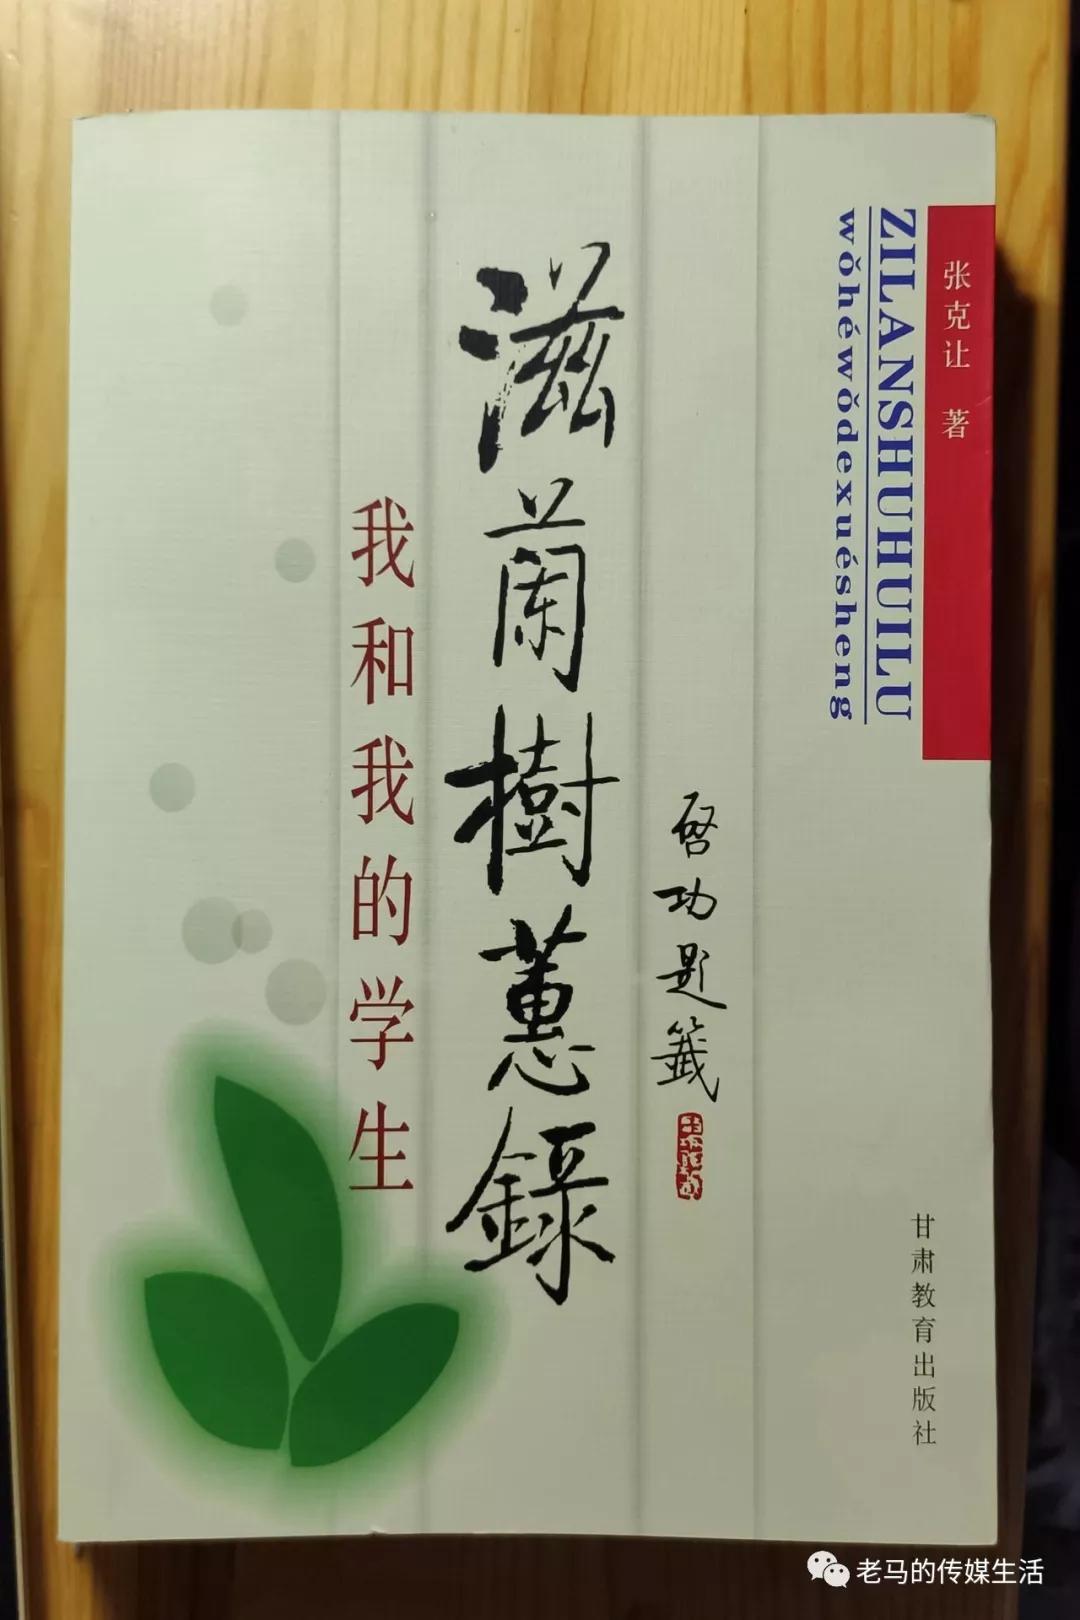 张克让 著
ZILANSHUHUILU
wǒhéwǒdexuésheng
启功题籤
滋蘭樹蕙錄
我和我的学生
甘肃教育出版社
老马的传媒生活